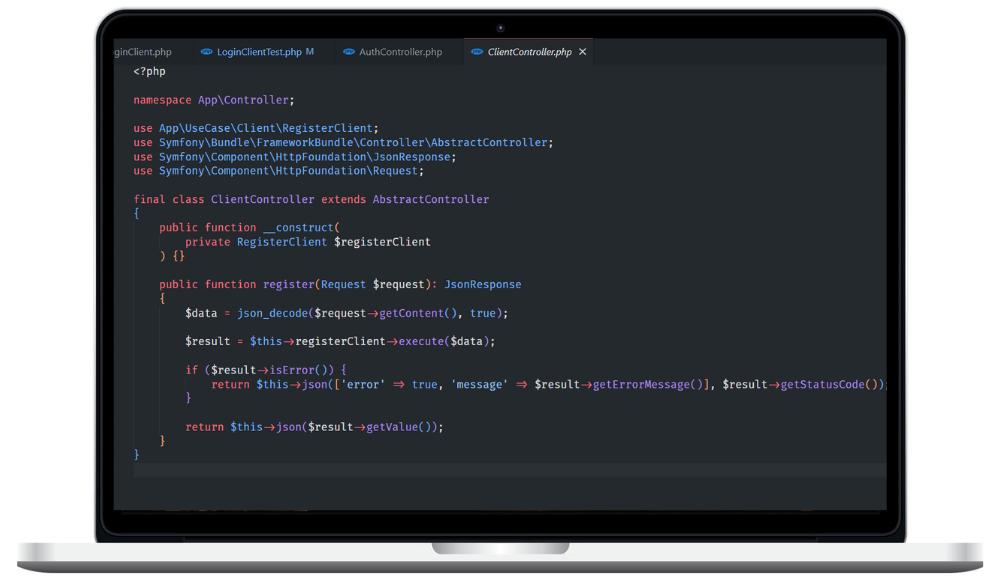 ginClient.php
LoginClientTest.php M
AuthController.php
ClientController.php
<?php
namespace App\Controller;
use App\UseCase\Client\RegisterClient;
use Symfony\Bundle\FrameworkBundle\Controller\AbstractController;
use Symfony\Component\HttpFoundation\JsonResponse;
use Symfony\Component\HttpFoundation\Request;
final class ClientController extends AbstractController
{
    public function __construct(
        private RegisterClient $registerClient
    ) {}
    public function register(Request $request): JsonResponse
    {
        $data = json_decode($request->getContent(), true);
        $result = $this->registerClient->execute($data);
        if ($result->isError()) {
            return $this->json(['error' => true, 'message' => $result->getErrorMessage()], $result->getStatusCode());
        }
        return $this->json($result->getValue());
    }
}